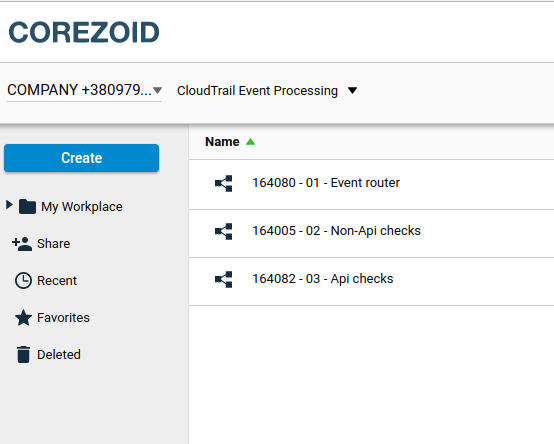 COREZOID
COMPANY +380979... CloudTrail Event Processing
Name
Create
164080 - 01 - Event router
My Workplace
164005 - 02 - Non-Api checks
Share
164082 - 03 - Api checks
Recent
Favorites
Deleted